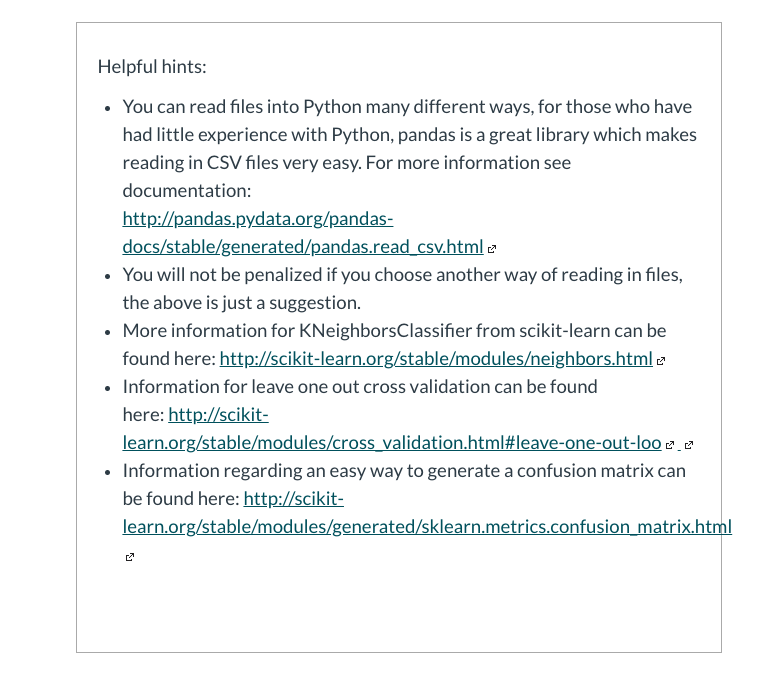 Helpful hints:
You can read files into Python many different ways, for those who have
had little experience with Python, pandas is a great library which makes
reading in CSV files very easy. For more information see
documentation:
http://pandas.pydata.org/pandas-
docs/stable/generated/pandas.read_csv.html
You will not be penalized if you choose another way of reading in files,
the above is just a suggestion.
More information for KNeighborsClassifier from scikit-learn can be
found here: http://scikit-learn.org/stable/modules/neighbors.html
Information for leave one out cross validation can be found
here: http://scikit-
learn.org/stable/modules/cross_validation.html#leave-one-out-loo
Information regarding an easy way to generate a confusion matrix can
be found here: http://scikit-
learn.org/stable/modules/generated/sklearn.metrics.confusion_matrix.html